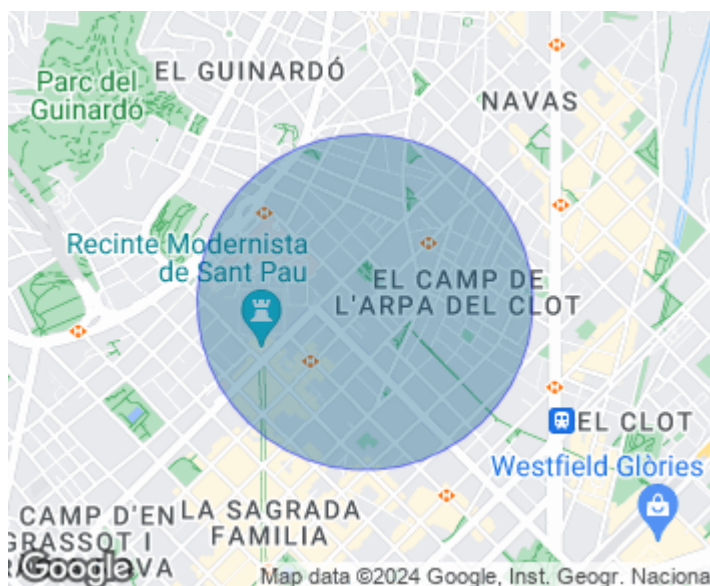 EL GUINARDÓ
Parc del
Guinardó
NAVAS
Recinte Modernista
de Sant Pau
EL CAMP DE
L'ARPA DEL CLOT
EL CLOT
Westfield Glòries
LA SAGRADA
FAMILIA
CAMP D'EN
GRASSOT I
Google
Map data ©2024 Google, Inst. Geogr. Naciona